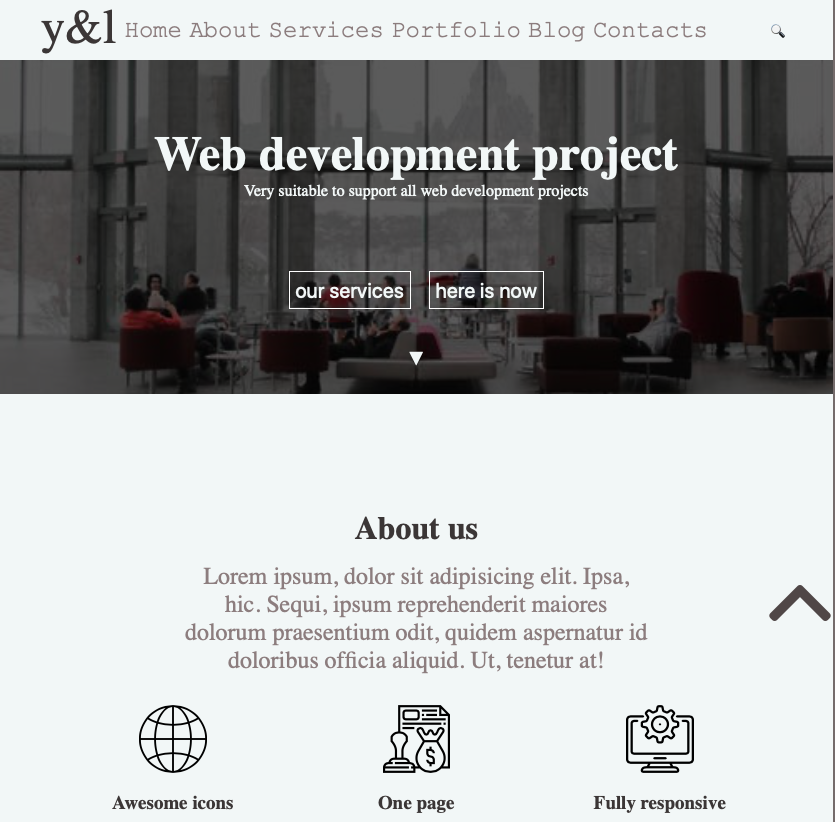 y&l Home About Services Portfolio Blog Contacts
Web development project
Very suitable to support all web development projects
our services here is now
About us
Lorem ipsum, dolor sit adipisicing elit. Ipsa,
hic. Sequi, ipsum reprehenderit maiores
dolorum praesentium odit, quidem aspernatur id
doloribus officia aliquid. Ut, tenetur at!
Awesome icons One page Fully responsive